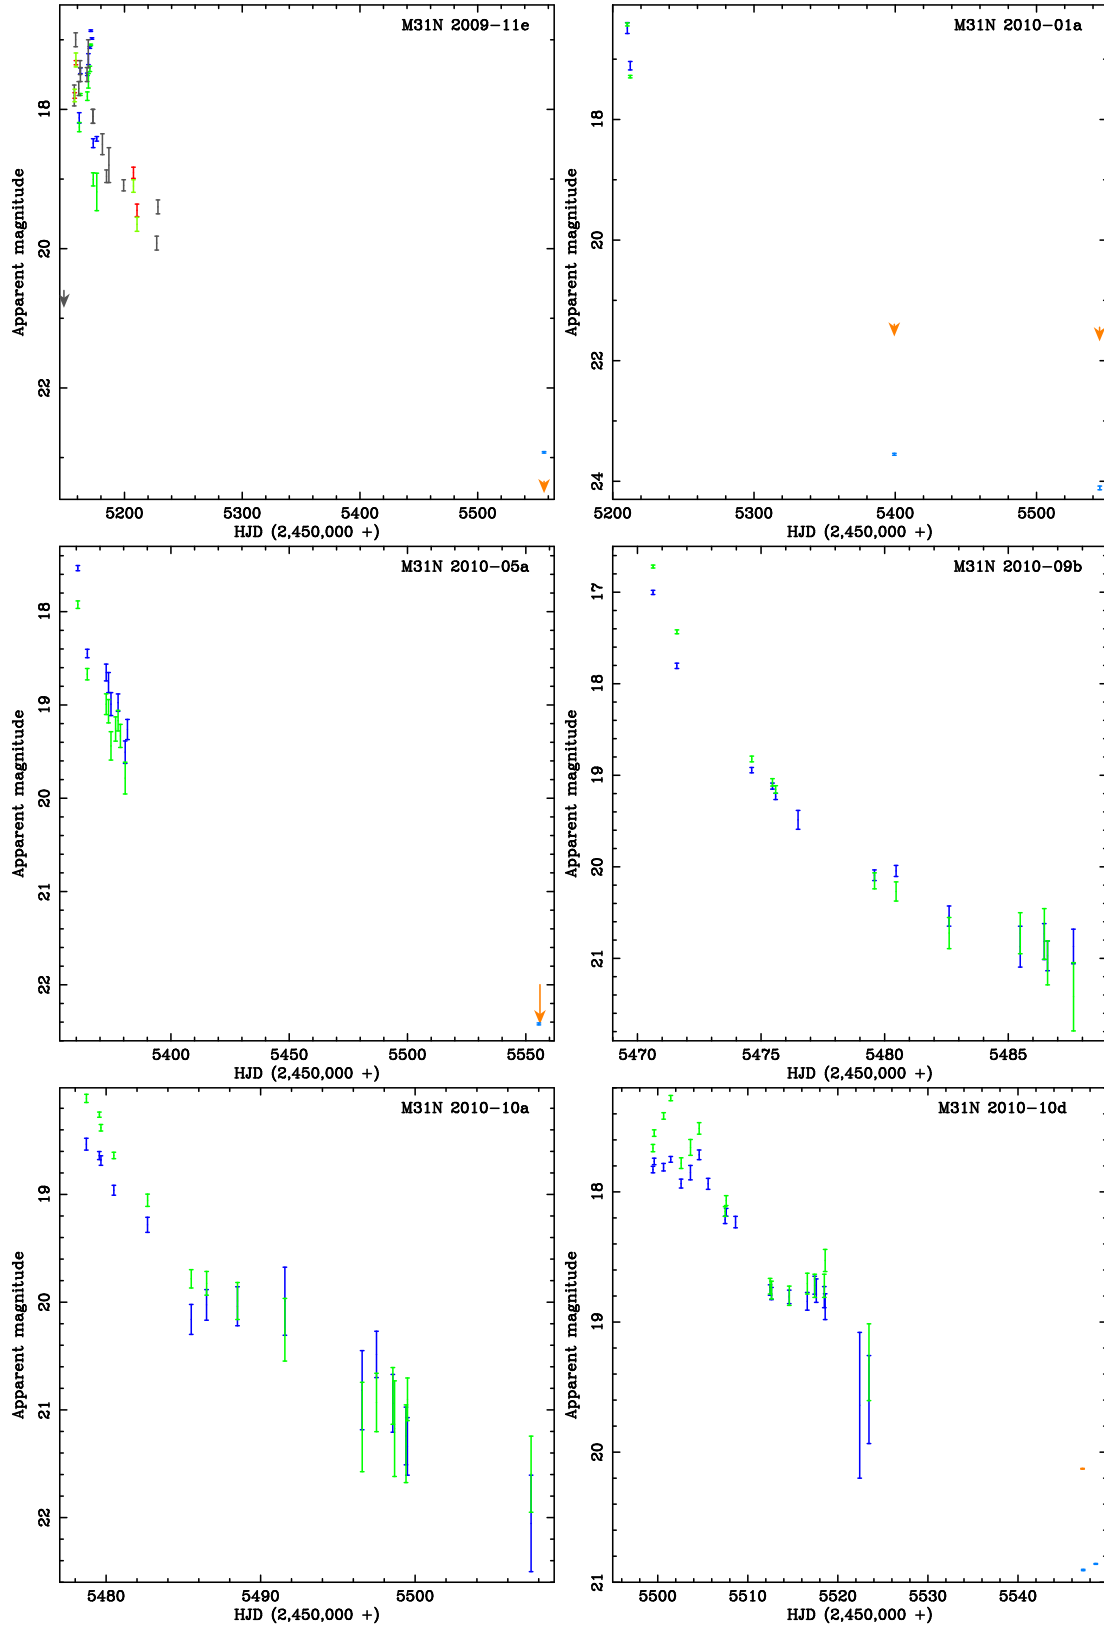 M31N 2009-11e
Apparent magnitude
18
20
22
5200
5300
5400
5500
HJD (2,450,000 +)
M31N 2010-01a
Apparent magnitude
18
20
22
24
5200
5300
5400
5500
HJD (2,450,000 +)
M31N 2010-05a
Apparent magnitude
18
19
20
21
22
5400
5450
5500
5550
HJD (2,450,000 +)
M31N 2010-09b
Apparent magnitude
17
18
19
20
21
5470
5475
5480
5485
HJD (2,450,000 +)
M31N 2010-10a
Apparent magnitude
19
20
21
22
5480
5490
5500
HJD (2,450,000 +)
M31N 2010-10d
Apparent magnitude
18
19
20
21
5500
5510
5520
5530
5540
HJD (2,450,000 +)